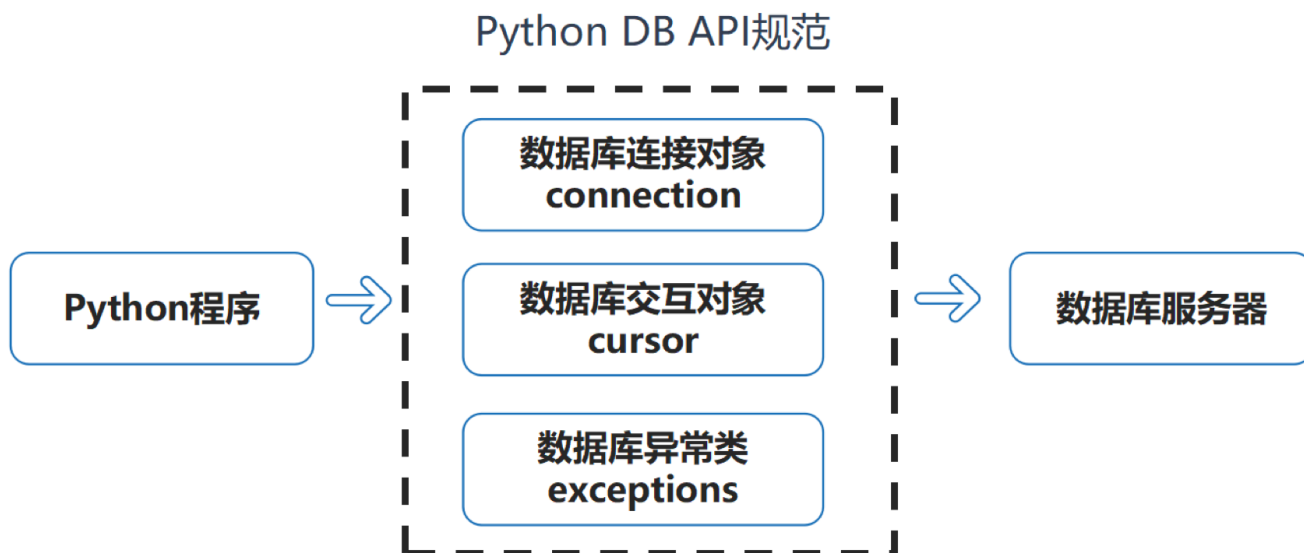 Python DB API规范
数据库连接对象
connection
Python程序
数据库交互对象
cursor
数据库服务器
数据库异常类
exceptions